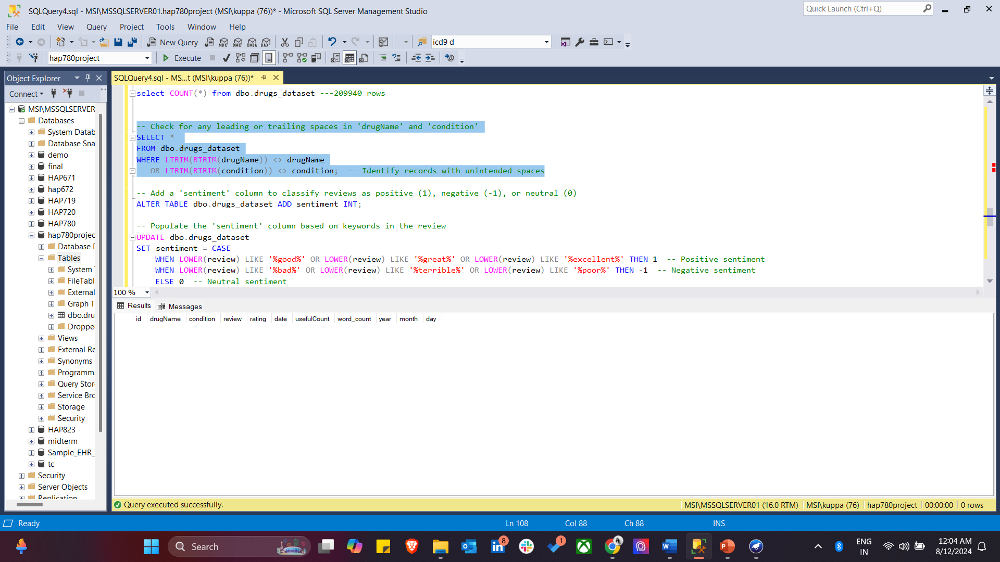 SQLQuery4.sql - MSI\MSSQLSERVER01.hap780project (MSI\kuppa (76))* - Microsoft SQL Server Management Studio
Quick Launch (Ctrl+Q)
File Edit View Query Project Tools Window Help
New Query MDX DMX XMLA DAX icd9 d
hap780project Execute
Object Explorer
SQLQuery4.sql - MS...t (MSI\kuppa (76))*
Connect
MSI\MSSQLSERVER
Databases
System Datab
Database Sna
demo
final
HAP671
hap672
HAP719
HAP720
HAP780
hap780projec
Database D
Tables
System
FileTabl
External
Graph T
dbo.dru
Droppe
Views
External Re
Synonyms
Programm
Query Stor
Service Bro
Storage
Security
HAP823
midterm
Sample_EHR_
tc
Security
Server Objects
Replication
select COUNT(*) from dbo.drugs_dataset ---209940 rows
-- Check for any leading or trailing spaces in 'drugName' and 'condition'
SELECT *
FROM dbo.drugs_dataset
WHERE LTRIM(RTRIM(drugName)) <> drugName
OR LTRIM(RTRIM(condition)) <> condition;  -- Identify records with unintended spaces
-- Add a 'sentiment' column to classify reviews as positive (1), negative (-1), or neutral (0)
ALTER TABLE dbo.drugs_dataset ADD sentiment INT;
-- Populate the 'sentiment' column based on keywords in the review
UPDATE dbo.drugs_dataset
SET sentiment = CASE
WHEN LOWER(review) LIKE '%good%' OR LOWER(review) LIKE '%great%' OR LOWER(review) LIKE '%excellent%' THEN 1  -- Positive sentiment
WHEN LOWER(review) LIKE '%bad%' OR LOWER(review) LIKE '%terrible%' OR LOWER(review) LIKE '%poor%' THEN -1  -- Negative sentiment
ELSE 0  -- Neutral sentiment
100 %
Results Messages
id drugName condition review rating date usefulCount word_count year month day
Query executed successfully.
MSI\MSSQLSERVER01 (16.0 RTM) MSI\kuppa (76) hap780project 00:00:00 0 rows
Ready Ln 108 Col 88 Ch 88 INS
Search
8
1
ENG
IN
12:04 AM
8/12/2024